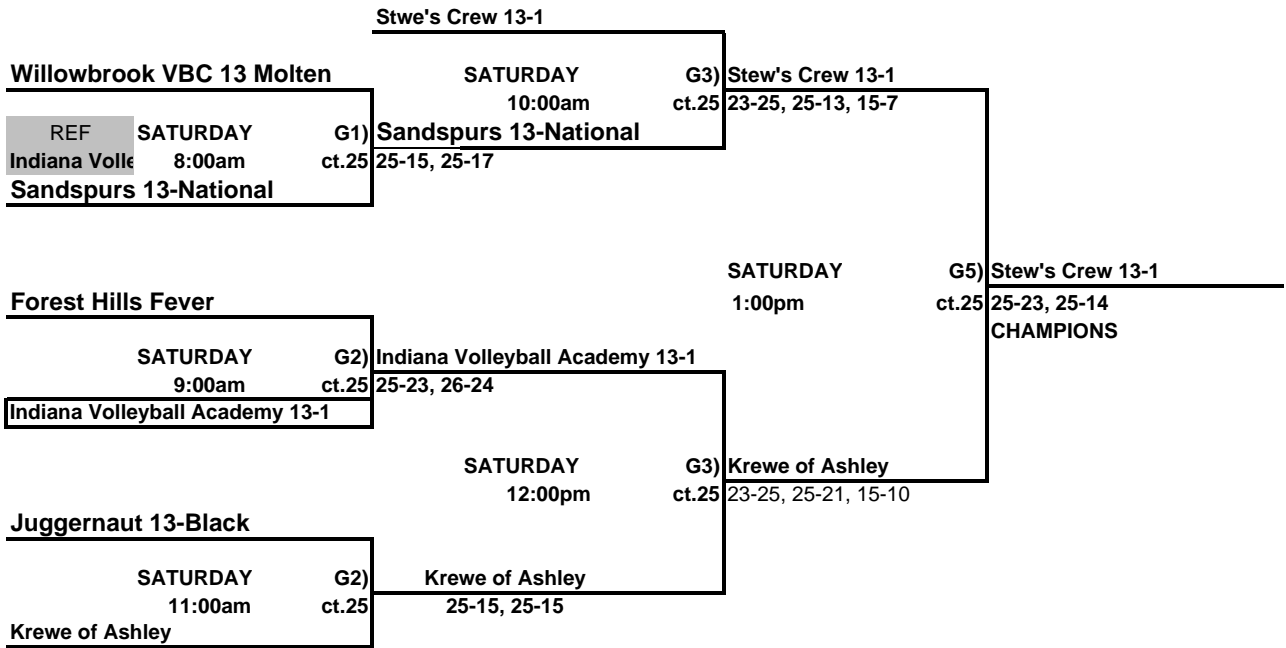 Stwe's Crew 13-1
Willowbrook VBC 13 Molten SATURDAY G3) Stew's Crew 13-1
10:00am ct.25 23-25, 25-13, 15-7
REF SATURDAY G1) Sandspurs 13-National
Indiana Volle 8:00am ct.25 25-15, 25-17
Sandspurs 13-National
SATURDAY G5) Stew's Crew 13-1
Forest Hills Fever 1:00pm ct.25 25-23, 25-14
CHAMPIONS
SATURDAY G2) Indiana Volleyball Academy 13-1
9:00am ct.25 25-23, 26-24
Indiana Volleyball Academy 13-1
SATURDAY G3) Krewe of Ashley
12:00pm ct.25 23-25, 25-21, 15-10
Juggernaut 13-Black
SATURDAY G2) Krewe of Ashley
11:00am ct.25 25-15, 25-15
Krewe of Ashley